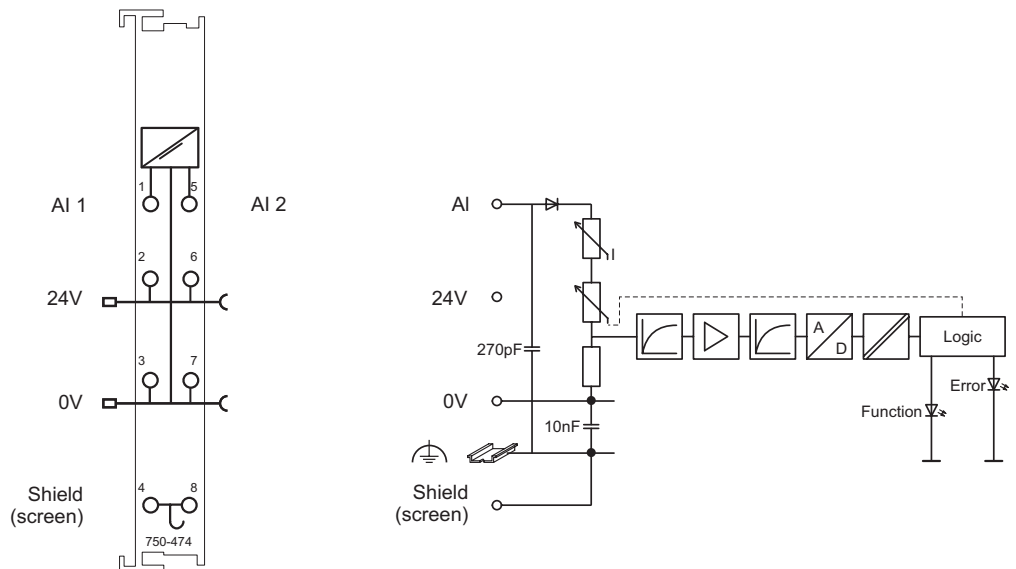 1
5
AI 1
AI 2
2
6
24V
3
7
0V
4
8
Shield
(screen)
750-474
AI
I
24V
270pF
A
D
Logic
Error
Function
0V
10nF
Shield
(screen)